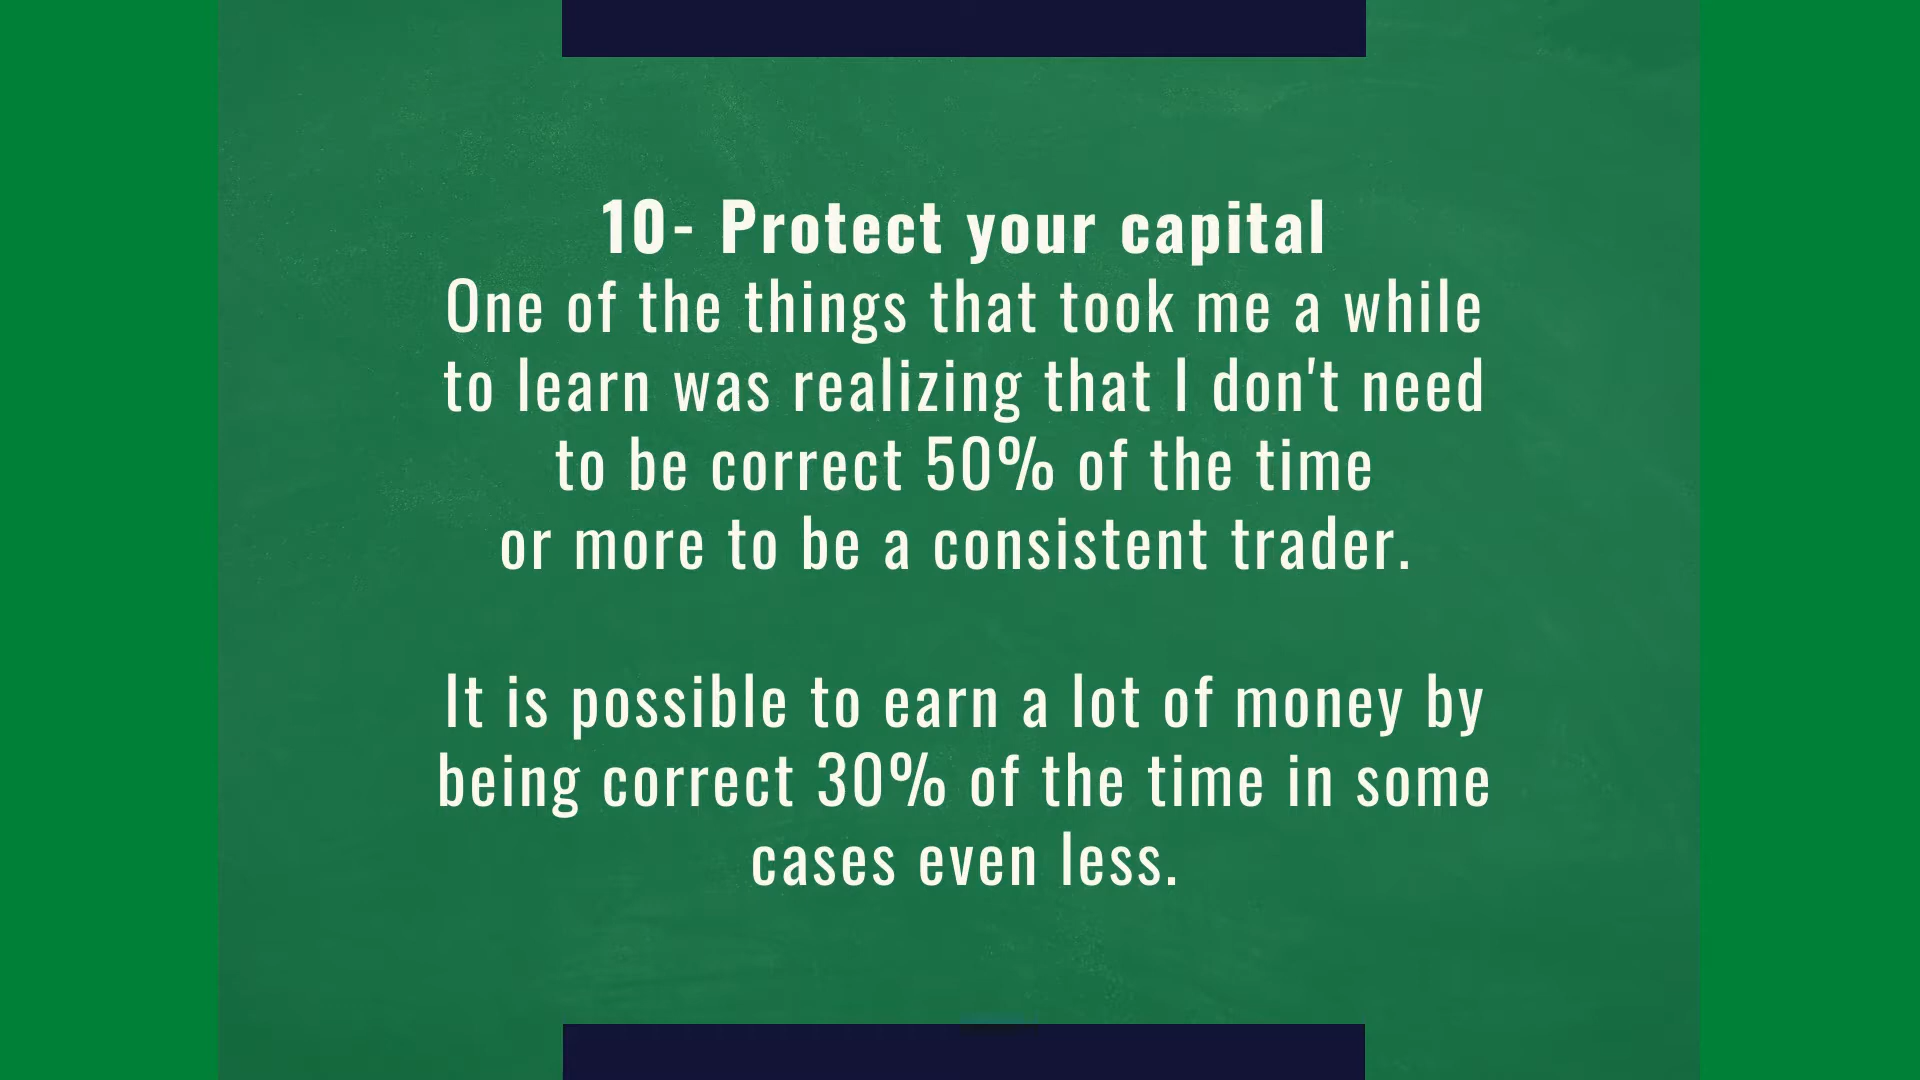 10- Protect your capital
One of the things that took me a while
to learn was realizing that I don't need
to be correct 50% of the time
or more to be a consistent trader.
It is possible to earn a lot of money by
being correct 30% of the time in some
cases even less.